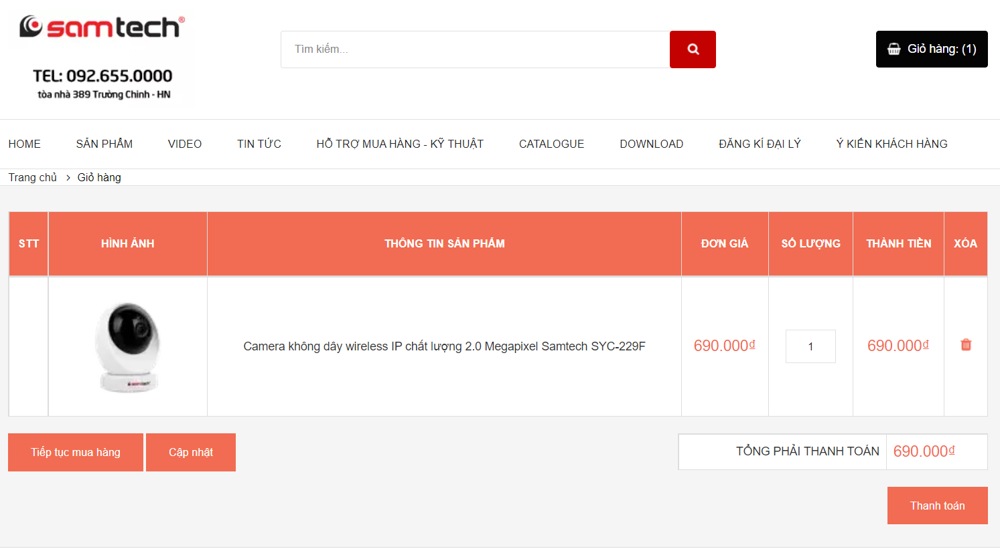 samtech®
TEL: 092.655.0000
tòa nhà 389 Trường Chinh - HN
Tìm kiếm...
Giỏ hàng: (1)
HOME SẢN PHẨM VIDEO TIN TỨC HỖ TRỢ MUA HÀNG - KỸ THUẬT CATALOGUE DOWNLOAD ĐĂNG KÍ ĐẠI LÝ Ý KIẾN KHÁCH HÀNG
Trang chủ > Giỏ hàng
STT HÌNH ẢNH THÔNG TIN SẢN PHẨM ĐƠN GIÁ SỐ LƯỢNG THÀNH TIỀN XÓA
samtech
Camera không dây wireless IP chất lượng 2.0 Megapixel Samtech SYC-229F 690.000₫ 1 690.000₫
Tiếp tục mua hàng Cập nhật TỔNG PHẢI THANH TOÁN 690.000₫
Thanh toán